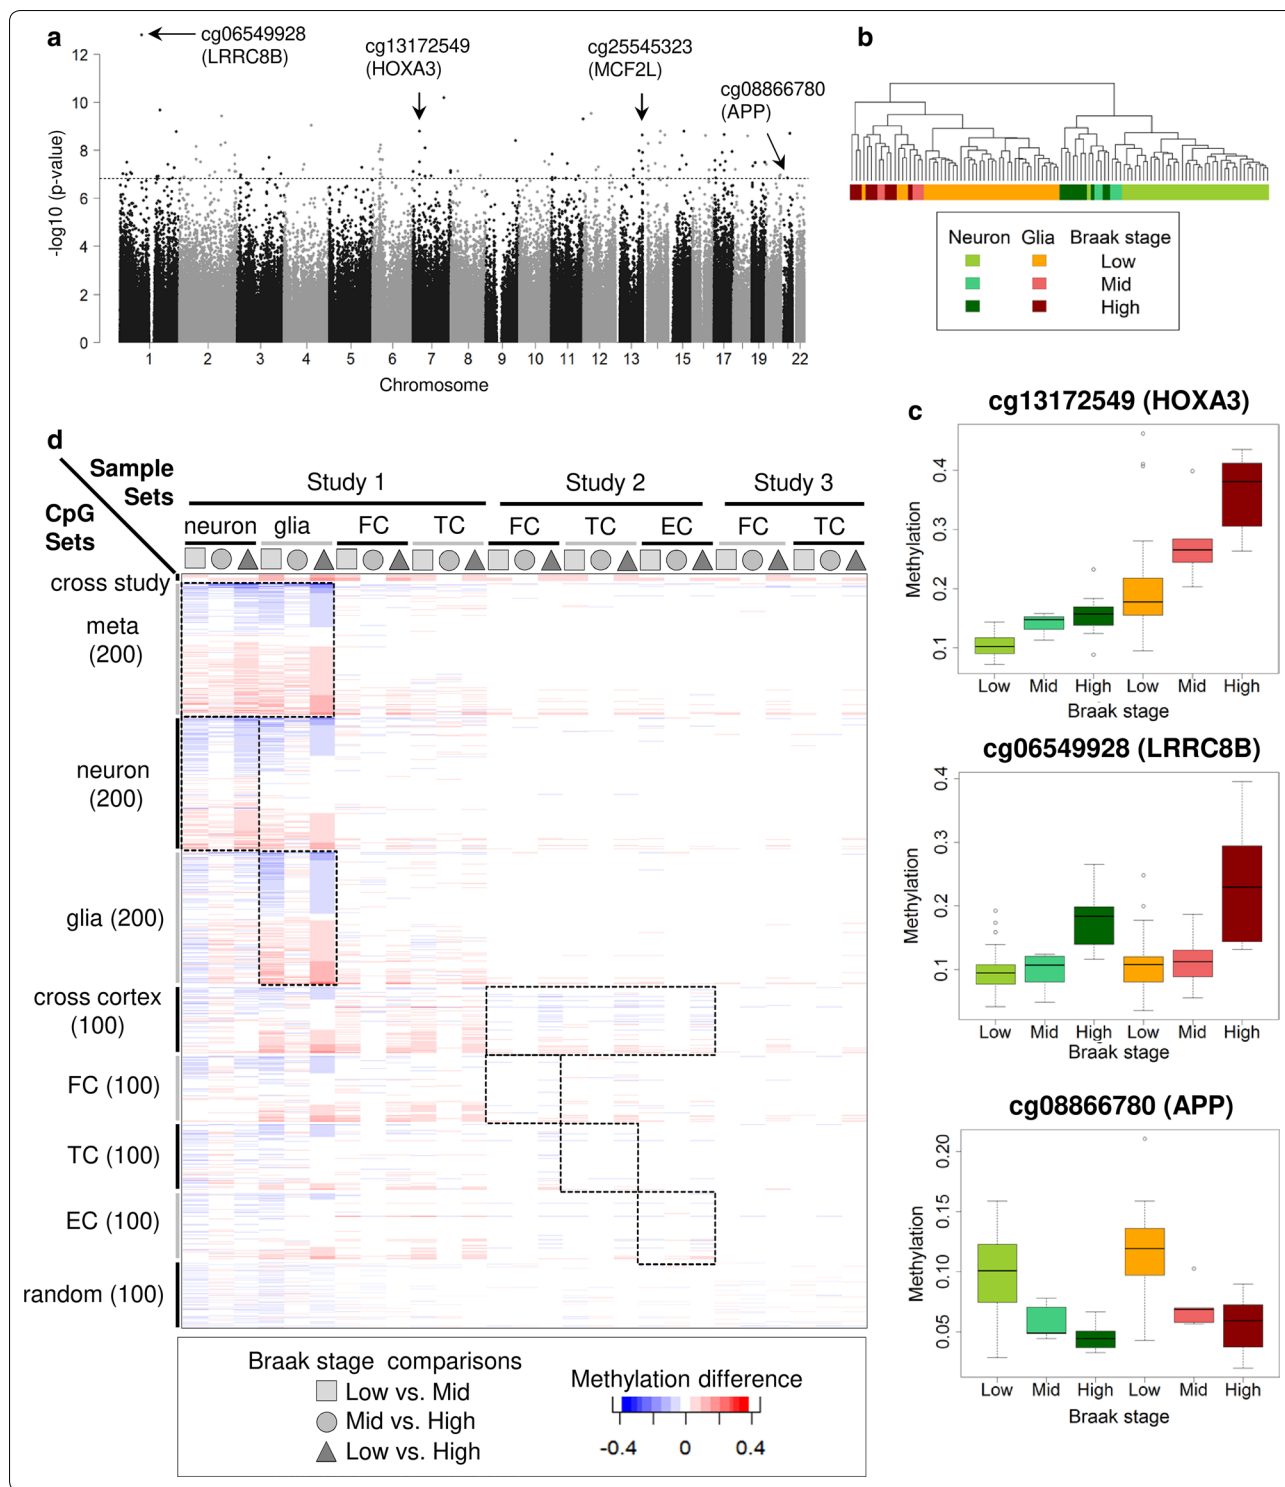 a
cg06549928
(LRRC8B)
cg13172549
(HOXA3)
cg25545323
(MCF2L)
cg08866780
(APP)
-log10 (p-value)
12
10
8
6
4
2
0
1 2 3 4 5 6 7 8 9 10 11 12 13 14 15 17 19 22
Chromosome
b
Neuron Glia Braak stage
Low
Mid
High
c
cg13172549 (HOXA3)
Methylation
0.4
0.3
0.2
0.1
Low Mid High Low Mid High
Braak stage
cg06549928 (LRRC8B)
Methylation
0.4
0.3
0.2
0.1
Low Mid High Low Mid High
Braak stage
cg08866780 (APP)
Methylation
0.20
0.15
0.10
0.05
Low Mid High Low Mid High
Braak stage
d
Sample
Sets
CpG
Sets
Study 1 Study 2 Study 3
neuron glia FC TC FC TC EC FC TC
cross study
meta
(200)
neuron
(200)
glia (200)
cross cortex
(100)
FC (100)
TC (100)
EC (100)
random (100)
Braak stage comparisons
Low vs. Mid
Mid vs. High
Low vs. High
Methylation difference
-0.4 0 0.4